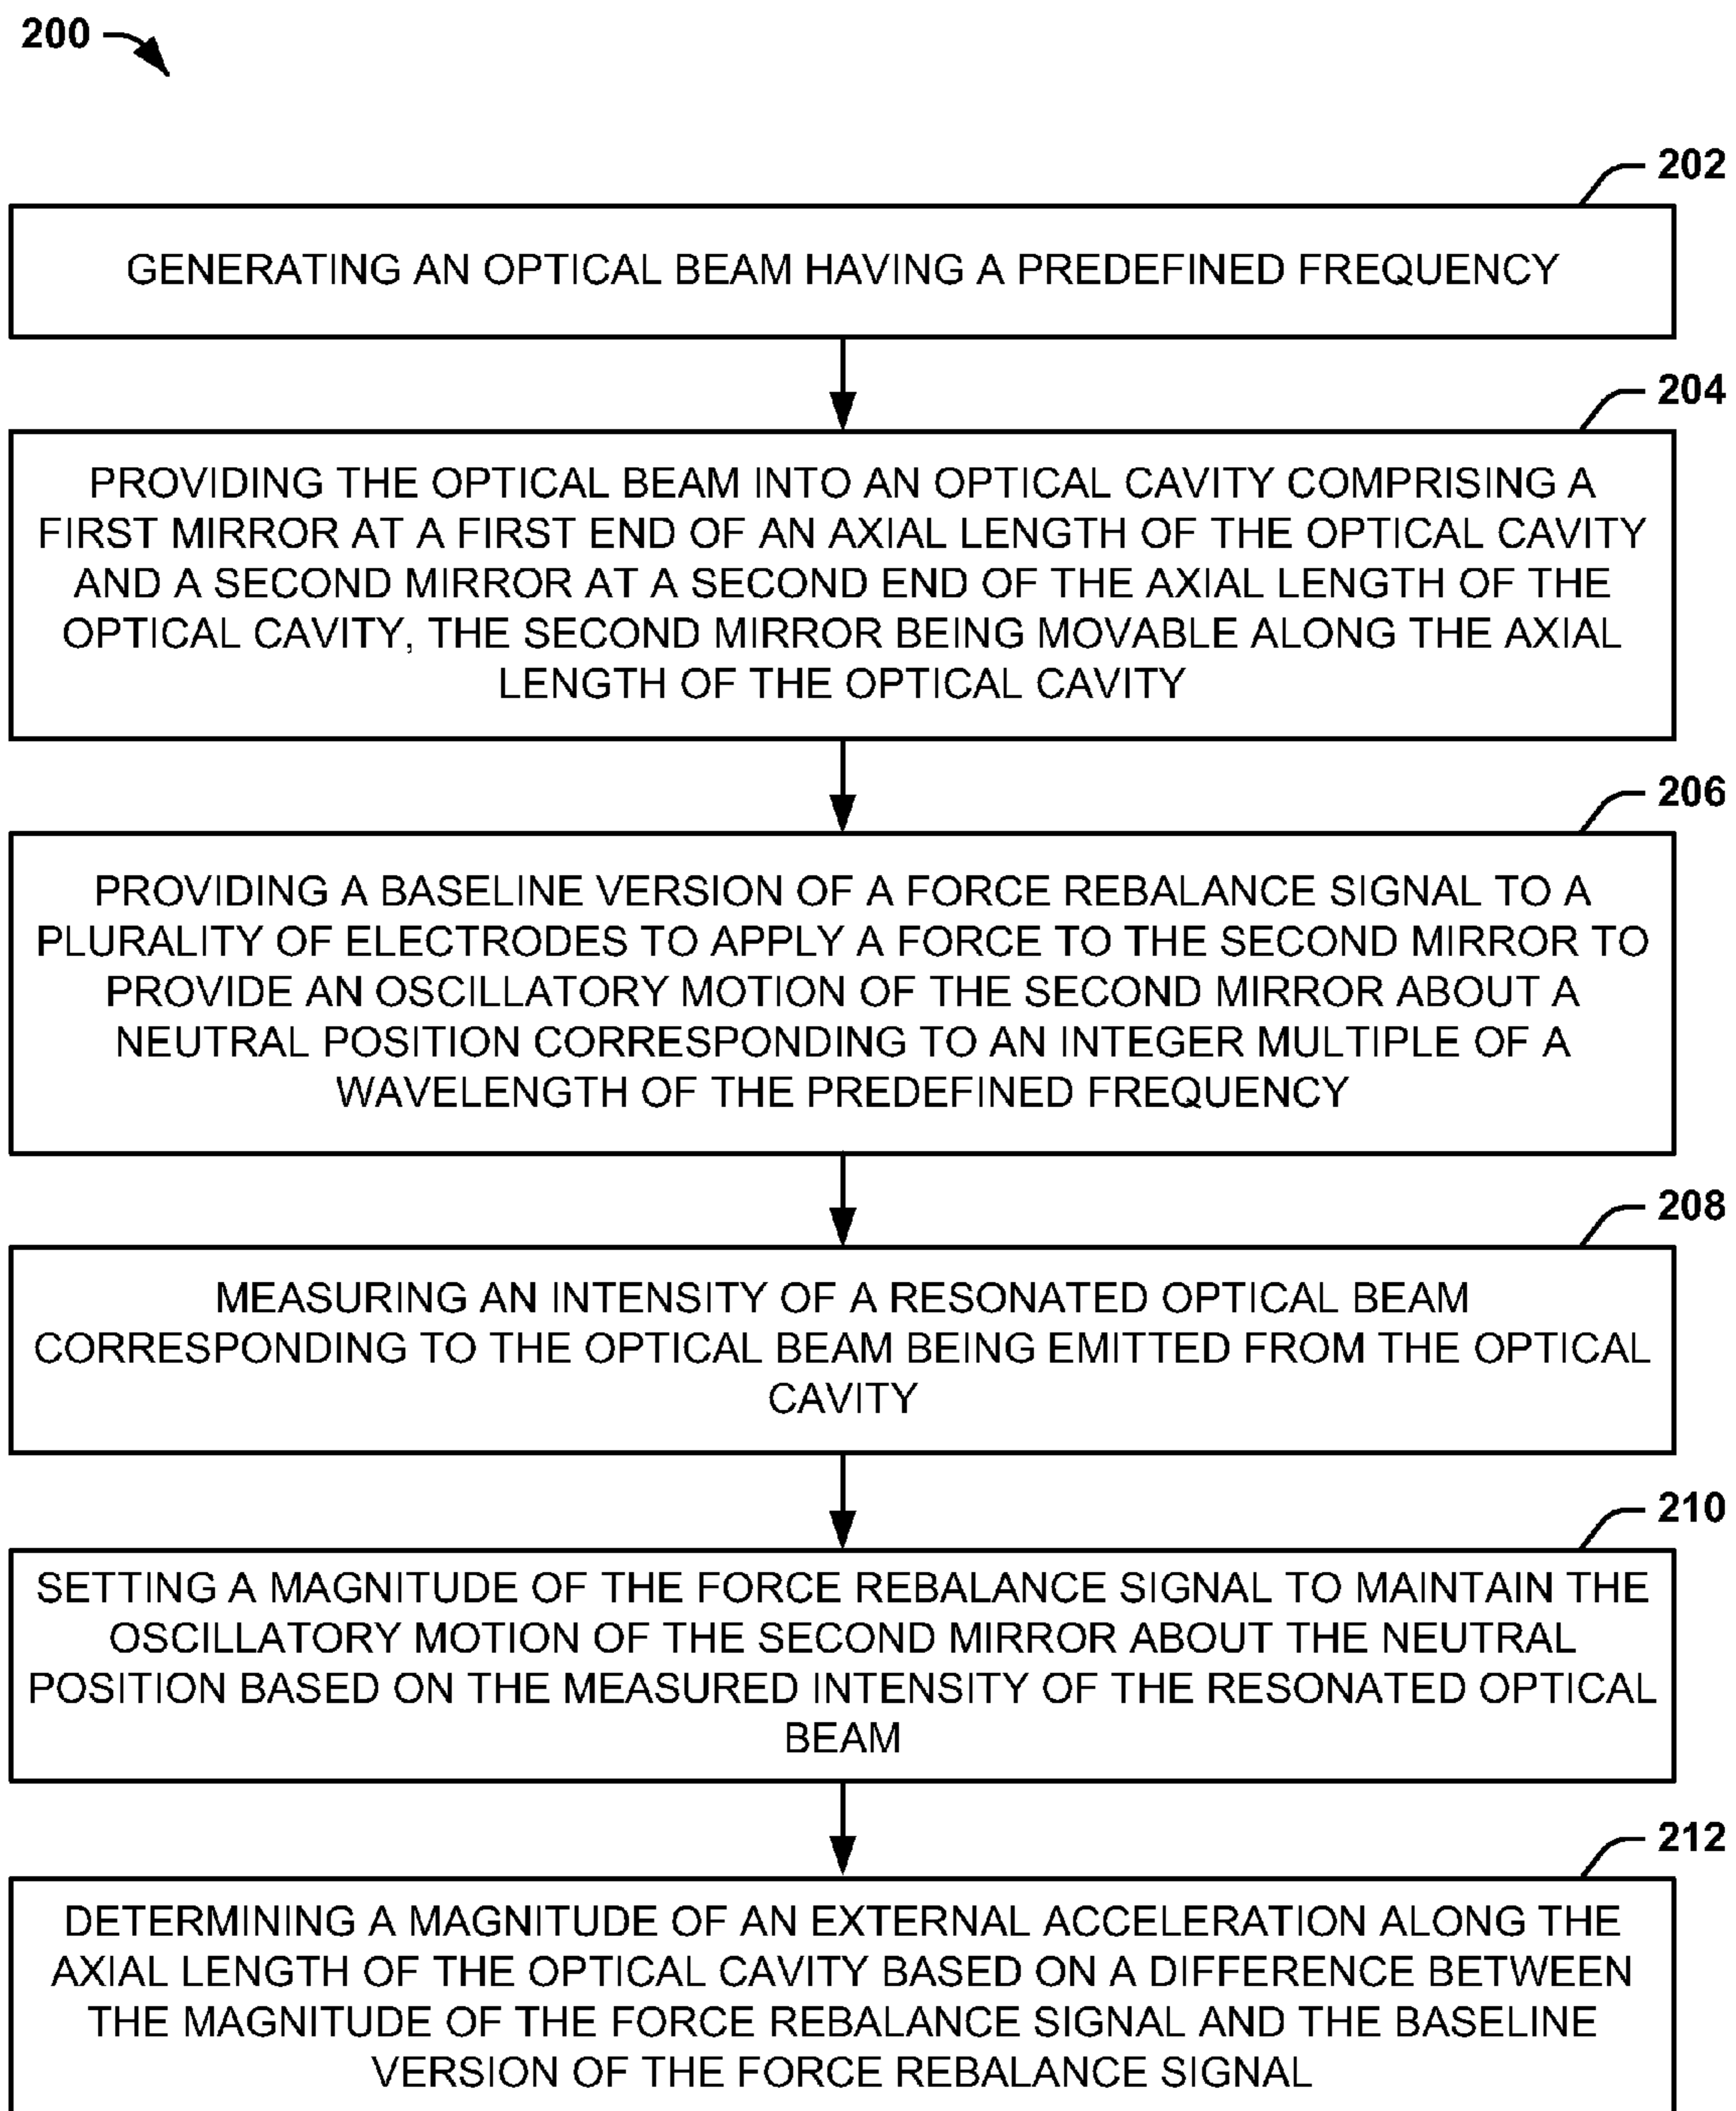 200
202
GENERATING AN OPTICAL BEAM HAVING A PREDEFINED FREQUENCY
204
PROVIDING THE OPTICAL BEAM INTO AN OPTICAL CAVITY COMPRISING A
FIRST MIRROR AT A FIRST END OF AN AXIAL LENGTH OF THE OPTICAL CAVITY
AND A SECOND MIRROR AT A SECOND END OF THE AXIAL LENGTH OF THE
OPTICAL CAVITY, THE SECOND MIRROR BEING MOVABLE ALONG THE AXIAL
LENGTH OF THE OPTICAL CAVITY
206
PROVIDING A BASELINE VERSION OF A FORCE REBALANCE SIGNAL TO A
PLURALITY OF ELECTRODES TO APPLY A FORCE TO THE SECOND MIRROR TO
PROVIDE AN OSCILLATORY MOTION OF THE SECOND MIRROR ABOUT A
NEUTRAL POSITION CORRESPONDING TO AN INTEGER MULTIPLE OF A
WAVELENGTH OF THE PREDEFINED FREQUENCY
208
MEASURING AN INTENSITY OF A RESONATED OPTICAL BEAM
CORRESPONDING TO THE OPTICAL BEAM BEING EMITTED FROM THE OPTICAL
CAVITY
210
SETTING A MAGNITUDE OF THE FORCE REBALANCE SIGNAL TO MAINTAIN THE
OSCILLATORY MOTION OF THE SECOND MIRROR ABOUT THE NEUTRAL
POSITION BASED ON THE MEASURED INTENSITY OF THE RESONATED OPTICAL
BEAM
212
DETERMINING A MAGNITUDE OF AN EXTERNAL ACCELERATION ALONG THE
AXIAL LENGTH OF THE OPTICAL CAVITY BASED ON A DIFFERENCE BETWEEN
THE MAGNITUDE OF THE FORCE REBALANCE SIGNAL AND THE BASELINE
VERSION OF THE FORCE REBALANCE SIGNAL